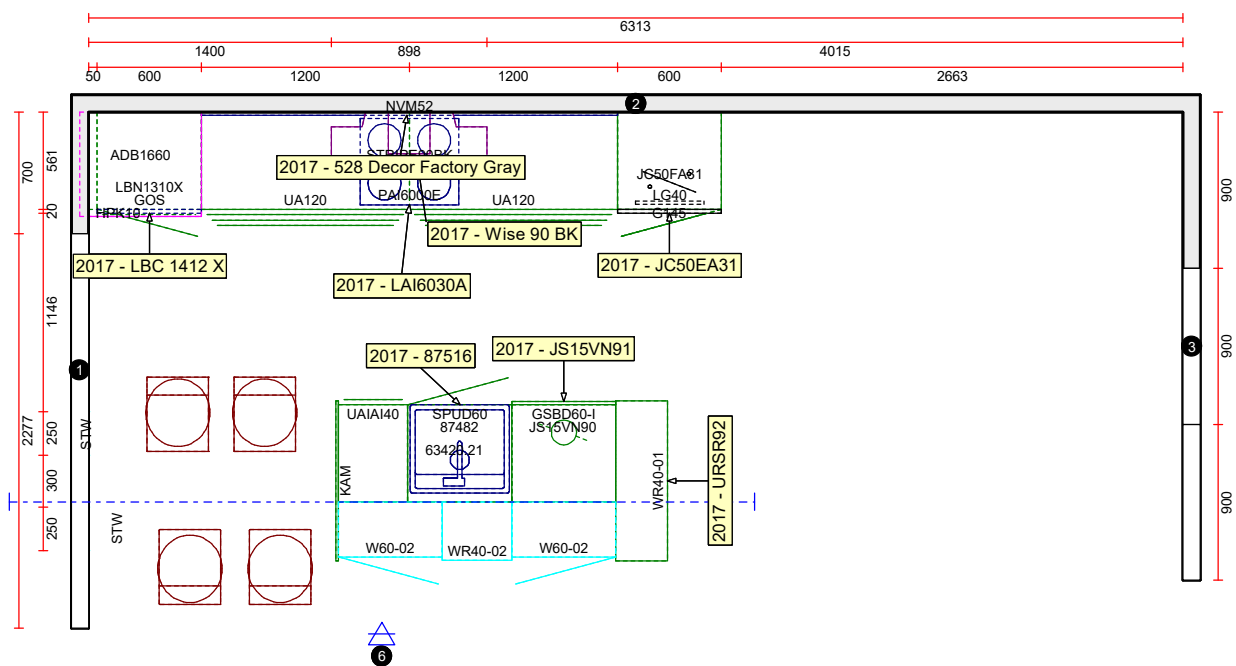 6313
1400
898
4015
50
600
1200
1200
600
2663
NVM52
2
ADB1660
LBN1310X
GOS
HPK10
UA120
2017 - 528 Decor Factory Gray
PAI6000E
UA120
JC50FA31
LG40
G145
700
561
20
900
2017 - Wise 90 BK
2017 - LBC 1412 X
2017 - LAI6030A
2017 - JC50EA31
1146
1
3
900
2017 - 87516
2017 - JS15VN91
UAIAI40
SPUD60
87482
63420.21
GSBD60-I
JS15VN90
2277
250
STW
300
KAM
WR40-01
2017 - URSR92
900
250
STW
W60-02
WR40-02
W60-02
6